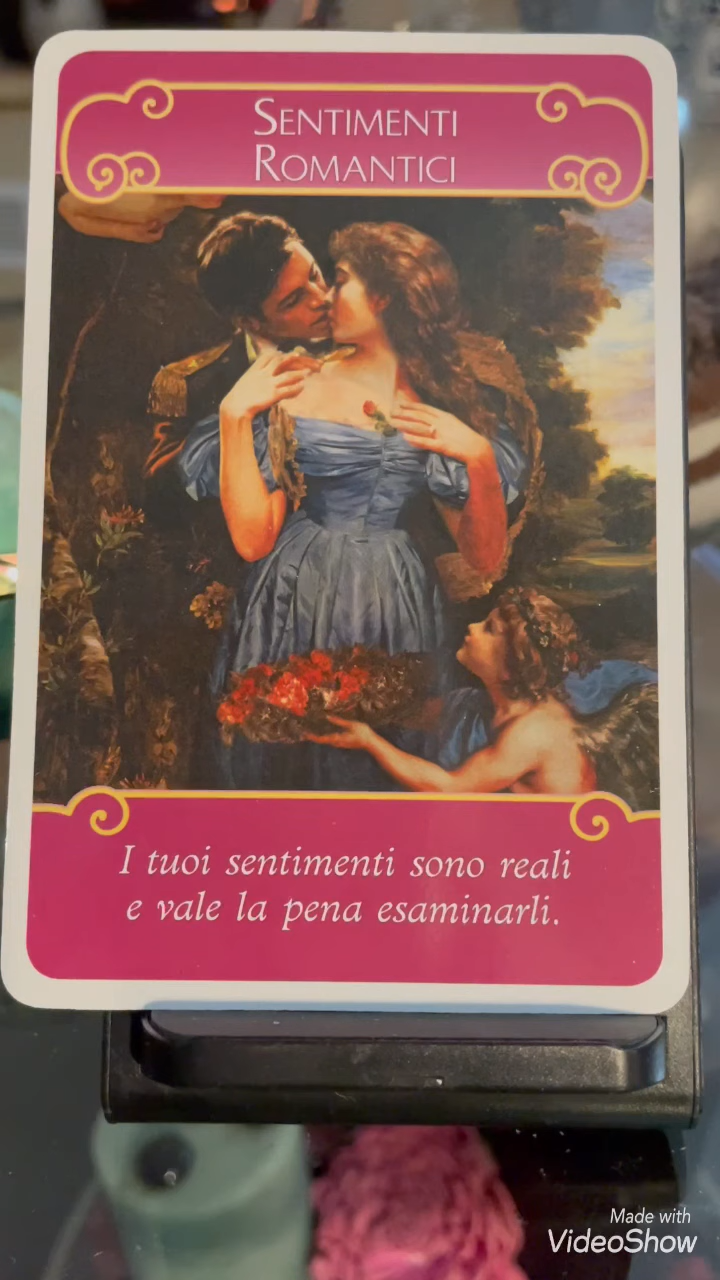 SENTIMENTI
ROMANTICI
I tuoi sentimenti sono reali
e vale la pena esaminarli.
Made with
VideoShow